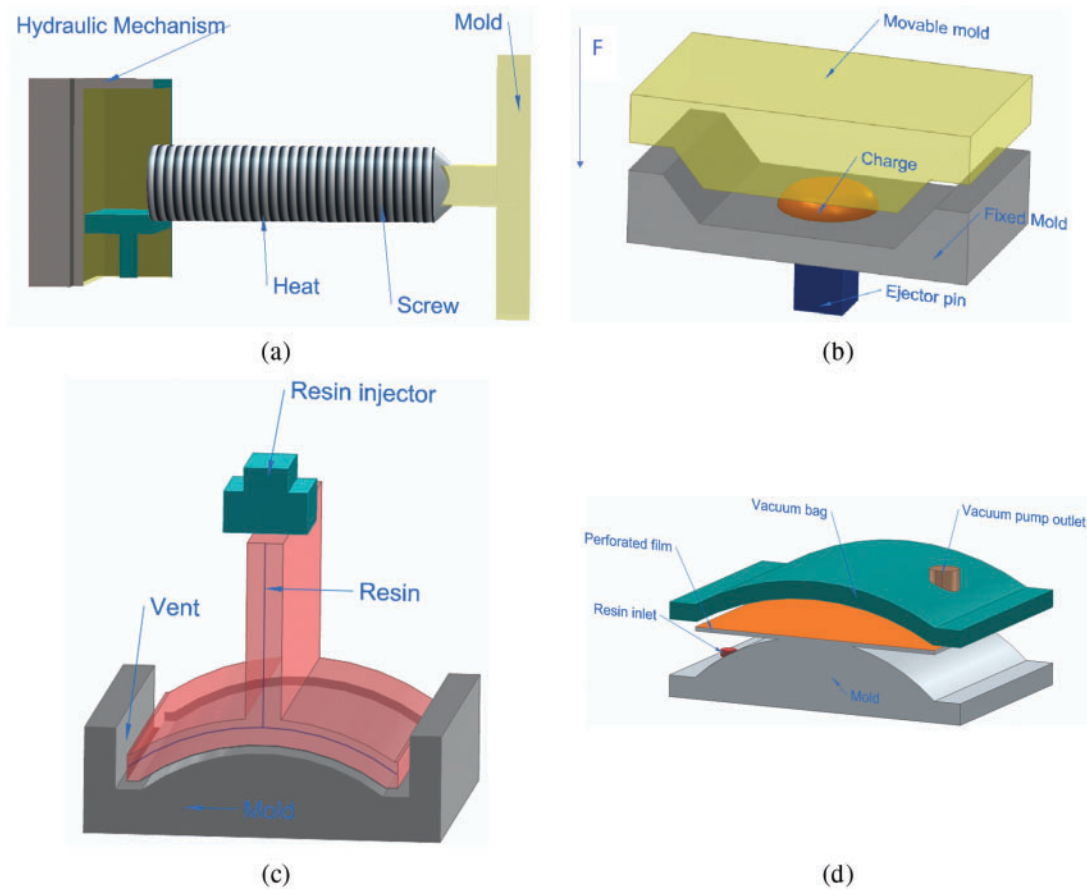 Hydraulic Mechanism
Mold
Heat
Screw
(a)
F
Movable mold
Charge
Fixed Mold
Ejector pin
(b)
Resin injector
Resin
Vent
Mold
(c)
Vacuum bag
Vacuum pump outlet
Perforated film
Resin inlet
Mold
(d)